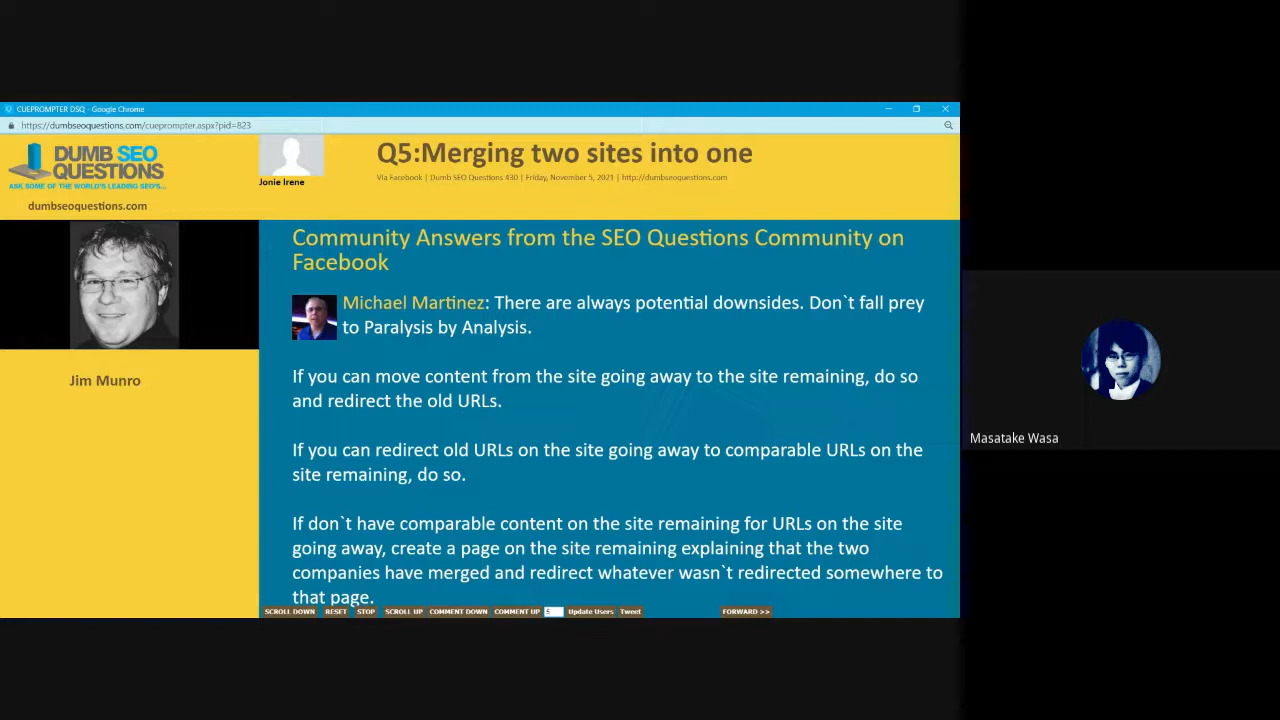 CUEPROMPTER DSQ - Google Chrome
https://dumbseoquestions.com/cueprompter.aspx?pid=823
DUMB SEO
QUESTIONS
ASK SOME OF THE WORLD'S LEADING SEO'S...
dumbseoquestions.com
Jonie Irene
Q5:Merging two sites into one
Via Facebook | Dumb SEO Questions 430 | Friday, November 5, 2021 | http://dumbseoquestions.com
Jim Munro
Community Answers from the SEO Questions Community on
Facebook
Michael Martinez: There are always potential downsides. Don`t fall prey
to Paralysis by Analysis.
If you can move content from the site going away to the site remaining, do so
and redirect the old URLs.
If you can redirect old URLs on the site going away to comparable URLs on the
site remaining, do so.
If don`t have comparable content on the site remaining for URLs on the site
going away, create a page on the site remaining explaining that the two
companies have merged and redirect whatever wasn`t redirected somewhere to
that page.
SCROLL DOWN RESET STOP SCROLL UP COMMENT DOWN COMMENT UP 5 Update Users Tweet FORWARD >>
Masatake Wasa